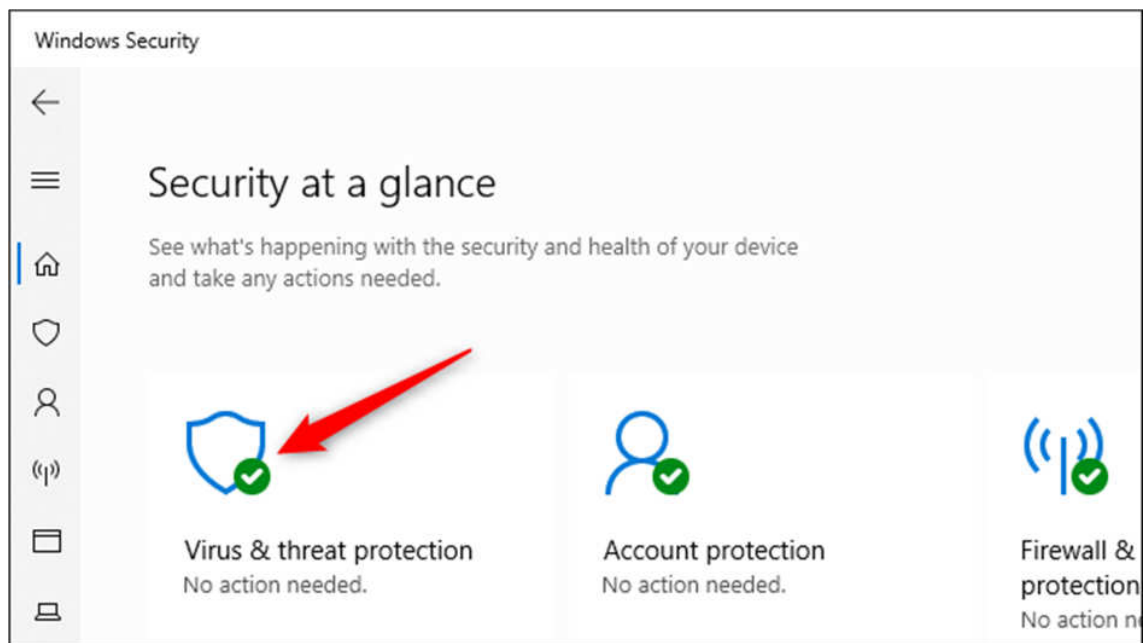 Windows Security
Security at a glance
See what's happening with the security and health of your device
and take any actions needed.
Virus & threat protection
No action needed.
Account protection
No action needed.
Firewall &
protection
No action